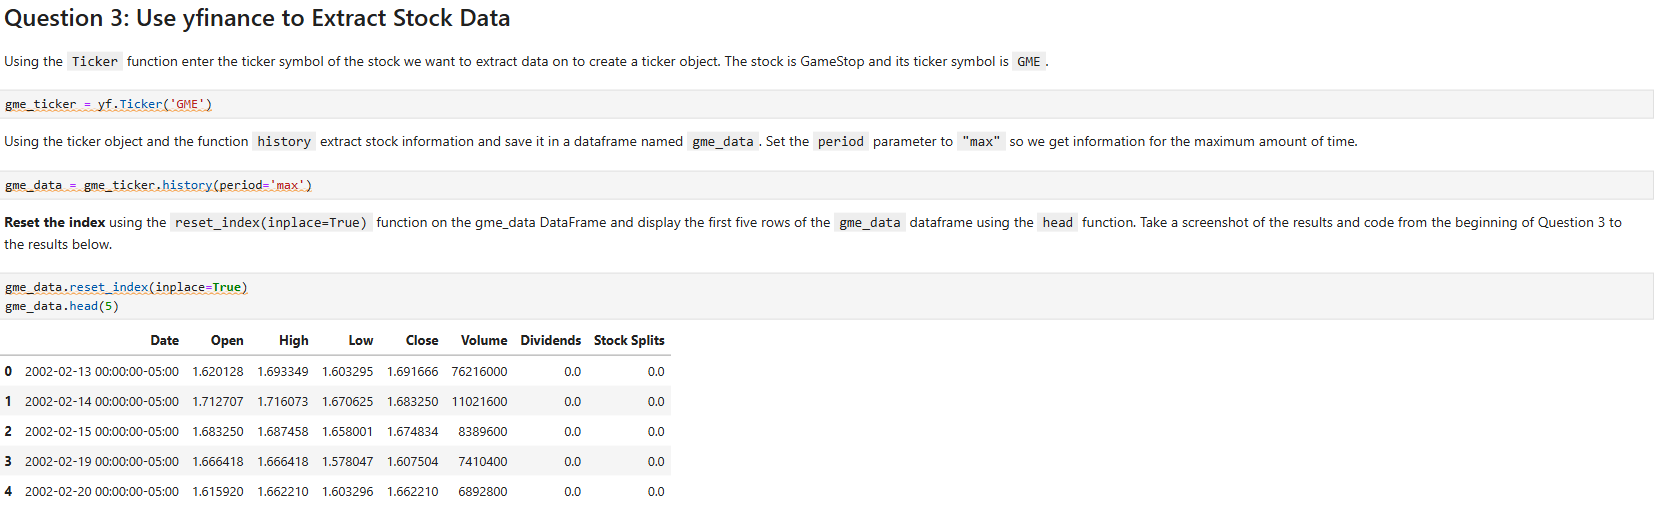 Question 3: Use yfinance to Extract Stock Data
Using the Ticker function enter the ticker symbol of the stock we want to extract data on to create a ticker object. The stock is GameStop and its ticker symbol is GME .
gme_ticker = yf.Ticker('GME')
Using the ticker object and the function history extract stock information and save it in a dataframe named gme_data . Set the period parameter to "max" so we get information for the maximum amount of time.
gme_data = gme_ticker.history(period='max')
Reset the index using the reset_index(inplace=True) function on the gme_data DataFrame and display the first five rows of the gme_data dataframe using the head function. Take a screenshot of the results and code from the beginning of Question 3 to
the results below.
gme_data.reset_index(inplace=True)
gme_data.head(5)
Date Open High Low Close Volume Dividends Stock Splits
0 2002-02-13 00:00:00-05:00 1.620128 1.693349 1.603295 1.691666 76216000 0.0 0.0
1 2002-02-14 00:00:00-05:00 1.712707 1.716073 1.670625 1.683250 11021600 0.0 0.0
2 2002-02-15 00:00:00-05:00 1.683250 1.687458 1.658001 1.674834 8389600 0.0 0.0
3 2002-02-19 00:00:00-05:00 1.666418 1.666418 1.578047 1.607504 7410400 0.0 0.0
4 2002-02-20 00:00:00-05:00 1.615920 1.662210 1.603296 1.662210 6892800 0.0 0.0